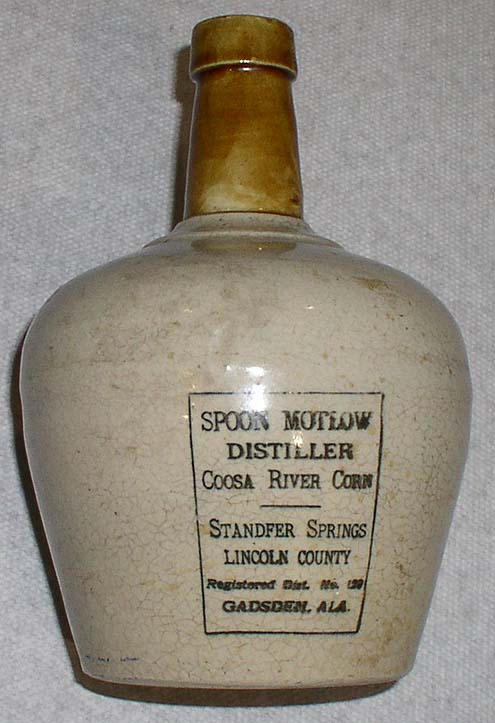 SPOON MOTLOW
DISTILLER
COOSA RIVER CORN
STANDFER SPRINGS
LINCOLN COUNTY
Registered Dist. No.
GADSDEN, ALA.